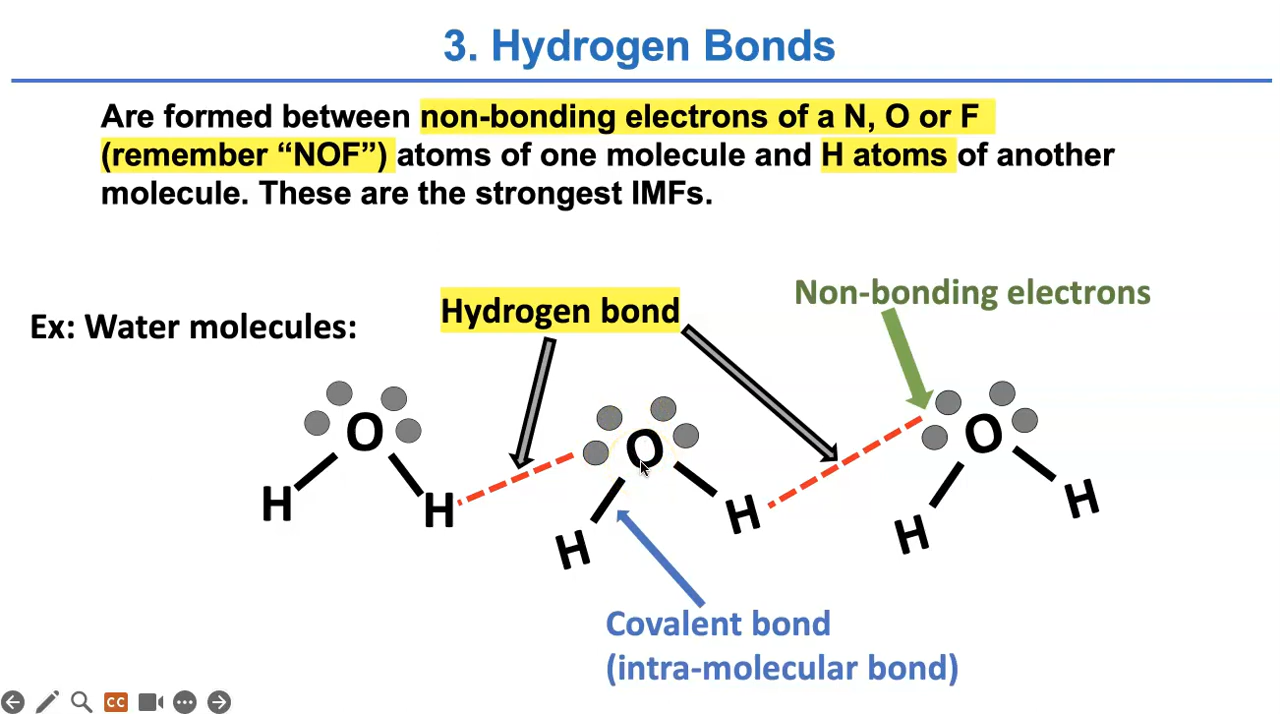 3. Hydrogen Bonds
Are formed between non-bonding electrons of a N, O or F
(remember “NOF”) atoms of one molecule and H atoms of another
molecule. These are the strongest IMFs.
Non-bonding electrons
Hydrogen bond
Ex: Water molecules:
O
O
O
H
H
H
H
H
H
Covalent bond
(intra-molecular bond)
CC